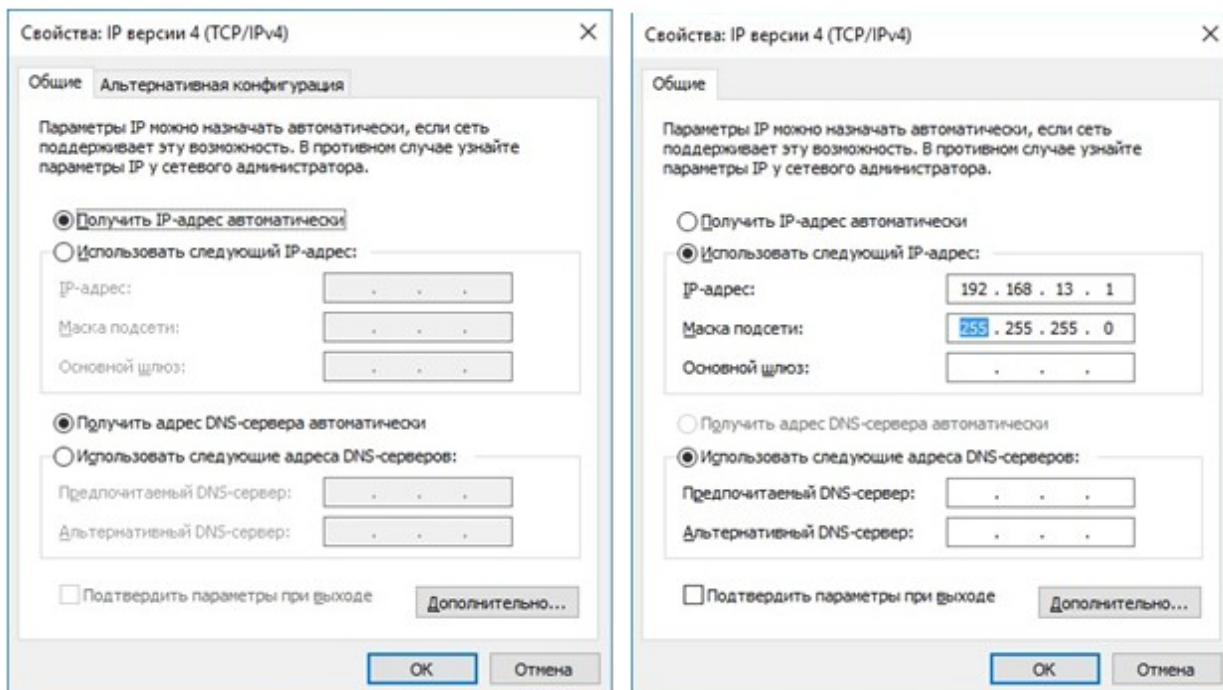 Свойства: IP версии 4 (TCP/IPv4)
Общие
Альтернативная конфигурация
Параметры IP можно назначать автоматически, если сеть
поддерживает эту возможность. В противном случае узнайте
параметры IP у сетевого администратора.
Получить IP-адрес автоматически
Использовать следующий IP-адрес:
IP-адрес:
Маска подсети:
Основной шлюз:
Получить адрес DNS-сервера автоматически
Использовать следующие адреса DNS-серверов:
Предпочитаемый DNS-сервер:
Альтернативный DNS-сервер:
Подтвердить параметры при выходе
Дополнительно...
OK
Отмена
Свойства: IP версии 4 (TCP/IPv4)
Общие
Параметры IP можно назначать автоматически, если сеть
поддерживает эту возможность. В противном случае узнайте
параметры IP у сетевого администратора.
Получить IP-адрес автоматически
Использовать следующий IP-адрес:
IP-адрес: 192 . 168 . 13 . 1
Маска подсети: 255 . 255 . 255 . 0
Основной шлюз:
Получить адрес DNS-сервера автоматически
Использовать следующие адреса DNS-серверов:
Предпочитаемый DNS-сервер:
Альтернативный DNS-сервер:
Подтвердить параметры при выходе
Дополнительно...
OK
Отмена